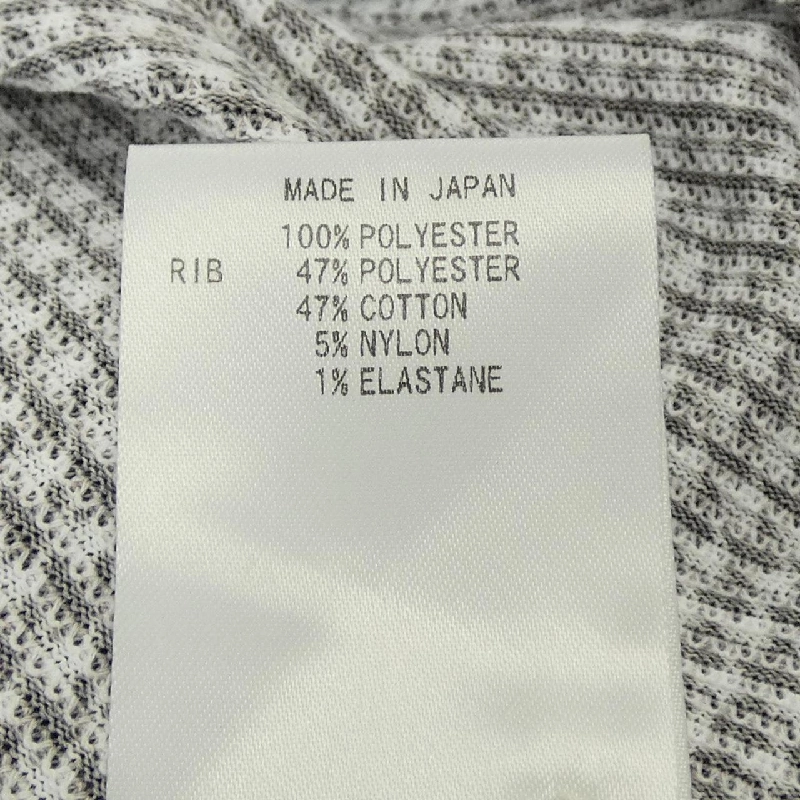 MADE IN JAPAN
100% POLYESTER
RIB 47% POLYESTER
47% COTTON
5% NYLON
1% ELASTANE